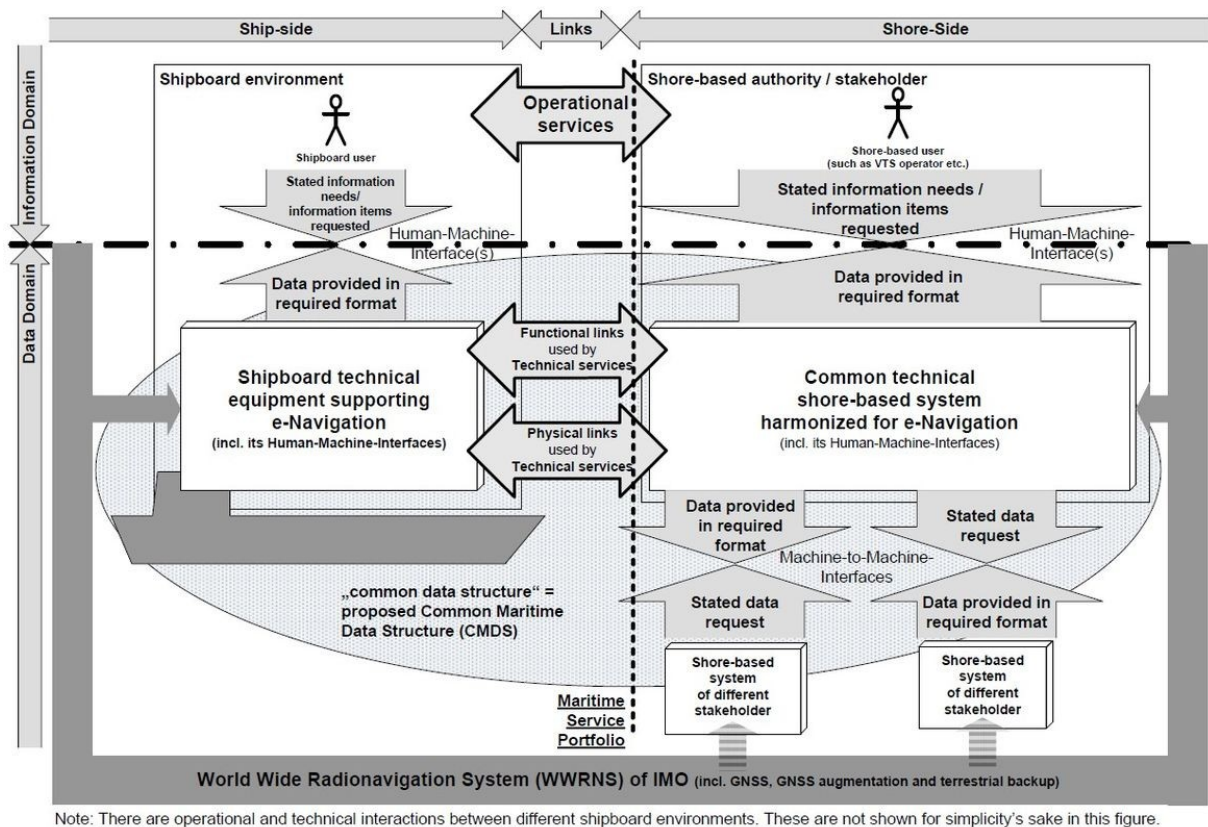 Ship-side
Links
Shore-Side
Information Domain
Data Domain
Shipboard environment
Operational
services
Shore-based authority / stakeholder
Shipboard user
Shore-based user
(such as VTS operator etc.)
Stated information
needs/
information items
requested
Stated information needs /
information items
requested
Human-Machine-
Interface(s)
Human-Machine-
Interface(s)
Data provided in
required format
Data provided in
required format
Functional links
used by
Technical services
Shipboard technical
equipment supporting
e-Navigation
(incl. its Human-Machine-Interfaces)
Common technical
shore-based system
harmonized for e-Navigation
(incl. its Human-Machine-Interfaces)
Physical links
used by
Technical services
Data provided
in required
format
Stated data
request
Machine-to-Machine-
Interfaces
„common data structure“ =
proposed Common Maritime
Data Structure (CMDS)
Stated data
request
Data provided in
required format
Shore-based
system
of different
stakeholder
Shore-based
system
of different
stakeholder
Maritime
Service
Portfolio
World Wide Radionavigation System (WWRNS) of IMO (incl. GNSS, GNSS augmentation and terrestrial backup)
Note: There are operational and technical interactions between different shipboard environments. These are not shown for simplicity's sake in this figure.